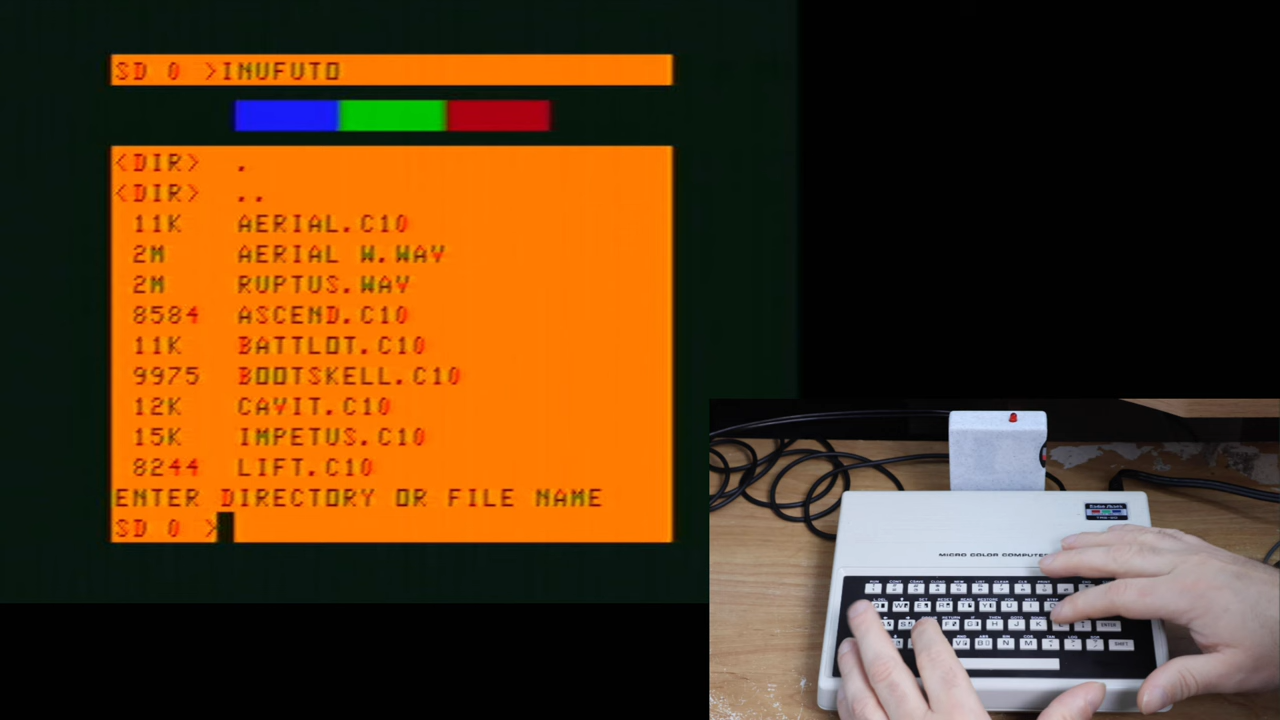 SD 0 >INUFUTO
<DIR> .
<DIR> ..
11K AERIAL.C10
2M AERIAL W.WAV
2M RUPTUS.WAV
8584 ASCEND.C10
11K BATTLOT.C10
9975 BOOTSKELL.C10
12K CAVIT.C10
15K IMPETUS.C10
8244 LIFT.C10
ENTER DIRECTORY OR FILE NAME
SD 0 >
MICRO COLOR COMPUTER